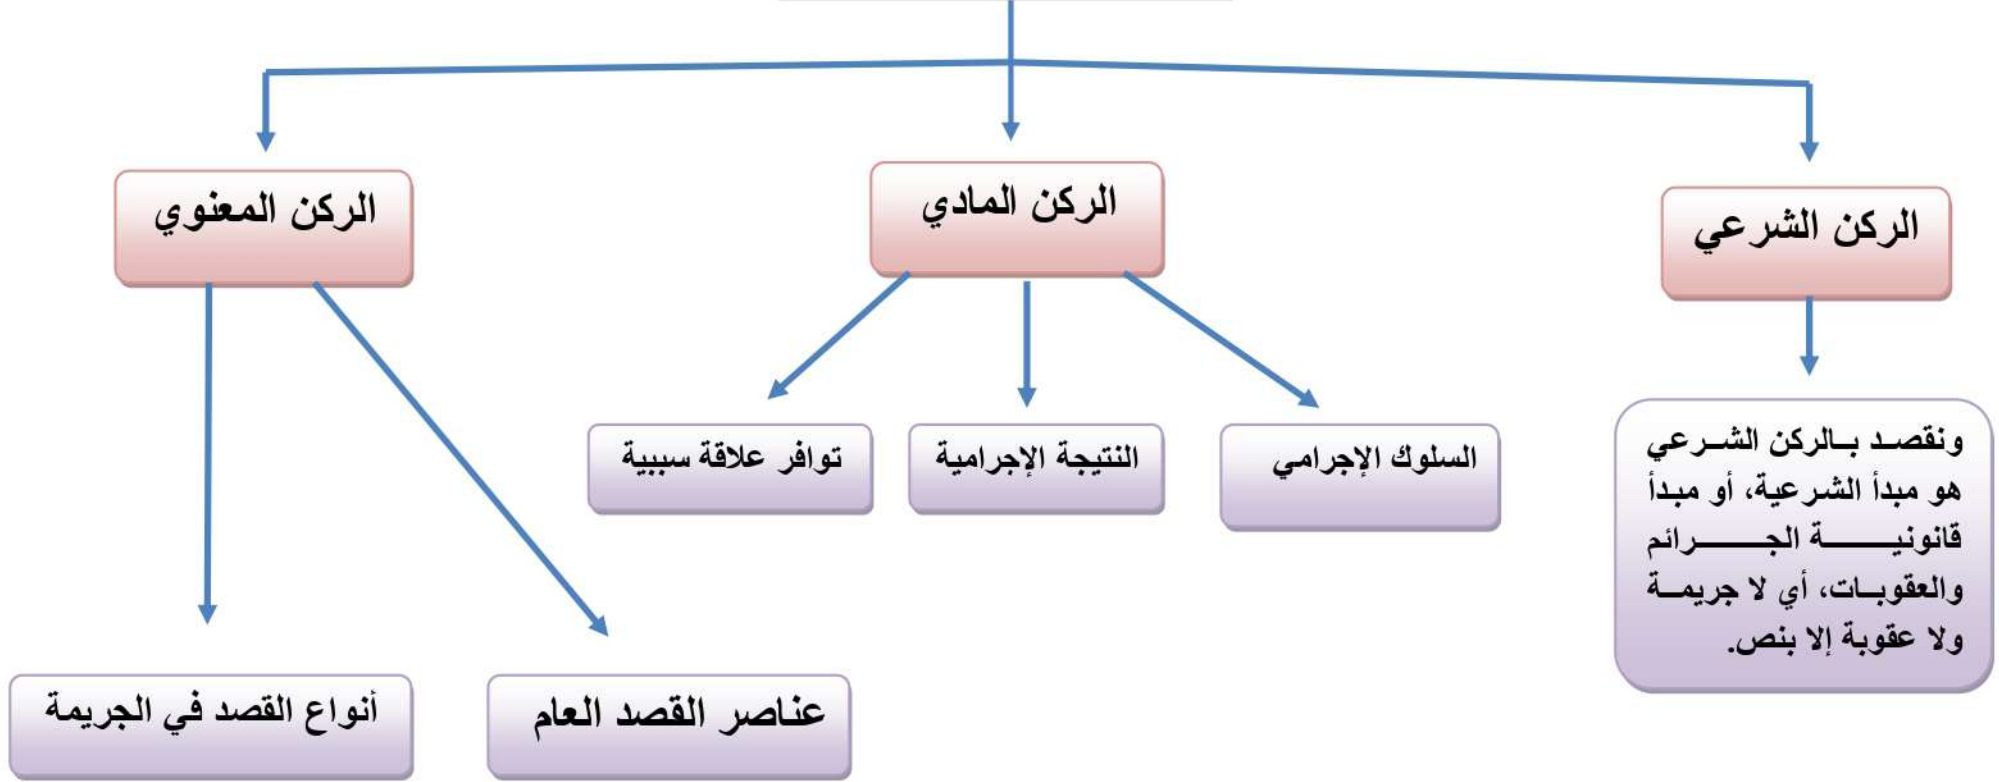 الركن الشرعي
الركن المادي
الركن المعنوي
ونقصد بالركن الشرعي
هو مبدأ الشرعية، أو مبدأ
قانونية الجرائم
والعقوبات، أي لا جريمة
ولا عقوبة إلا بنص.
السلوك الإجرامي
النتيجة الإجرامية
توافر علاقة سببية
عناصر القصد العام
أنواع القصد في الجريمة